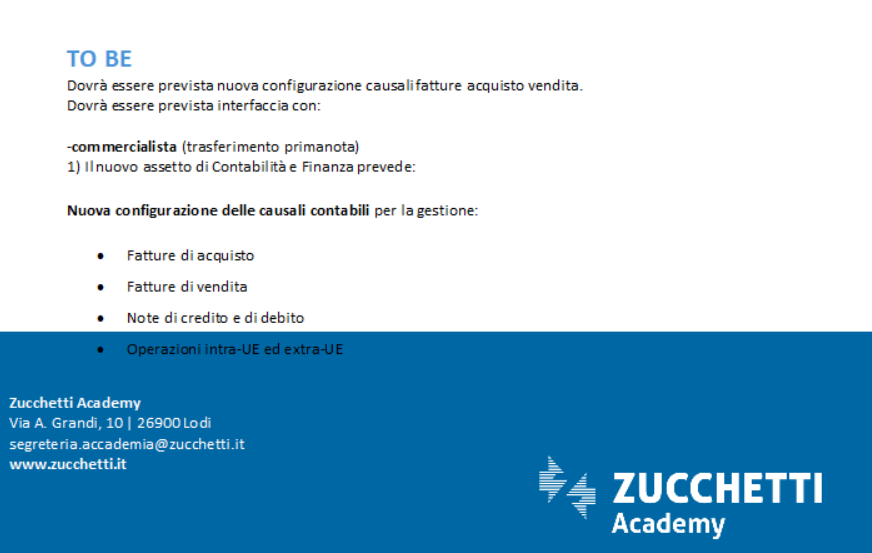 TO BE
Dovrà essere prevista nuova configurazione causali fatture acquisto vendita.
Dovrà essere prevista interfaccia con:
-commercialista (trasferimento primanota)
1) Il nuovo assetto di Contabilità e Finanza prevede:
Nuova configurazione delle causali contabili per la gestione:
• Fatture di acquisto
• Fatture di vendita
• Note di credito e di debito
• Operazioni intra-UE ed extra-UE
Zucchetti Academy
Via A. Grandi, 10 | 26900 Lodi
segreteria.accademia@zucchetti.it
www.zucchetti.it
ZUCCHETTI
Academy